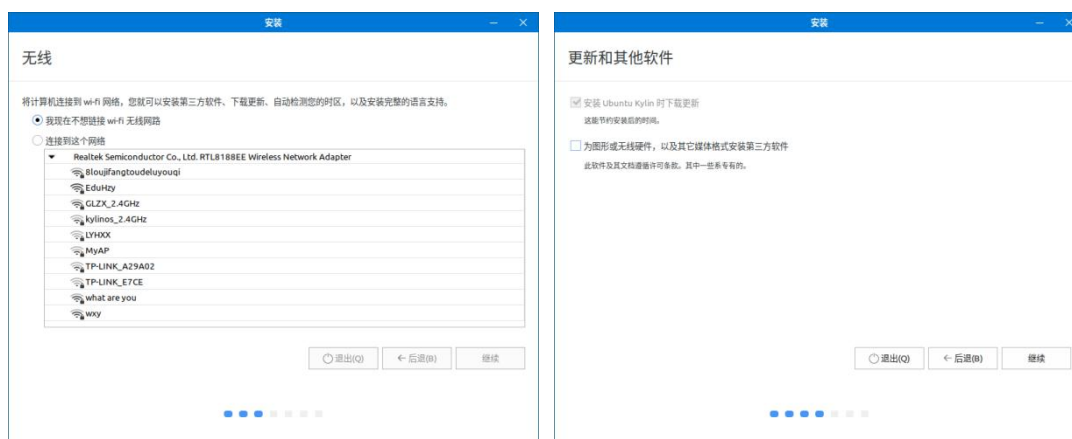 安装
无线
将计算机连接到 wi-fi 网络，您就可以安装第三方软件、下载更新、自动检测您的时区，以及安装完整的语言支持。
我现在不想链接 wi-fi 无线网路
连接到这个网络
Realtek Semiconductor Co., Ltd. RTL8188EE Wireless Network Adapter
8loujifangtoudeluyouqi
EduHzy
GLZX_2.4GHz
kylinos_2.4GHz
LYHXX
MyAP
TP-LINK_A29A02
TP-LINK_E7CE
what are you
wxy
退出(Q)
后退(B)
继续
安装
更新和其他软件
安装 Ubuntu Kylin 时下载更新
这能节约安装后的时间。
为图形或无线硬件，以及其它媒体格式安装第三方软件
此软件及其文档遵循许可条款。其中一些系专有的。
退出(Q)
后退(B)
继续